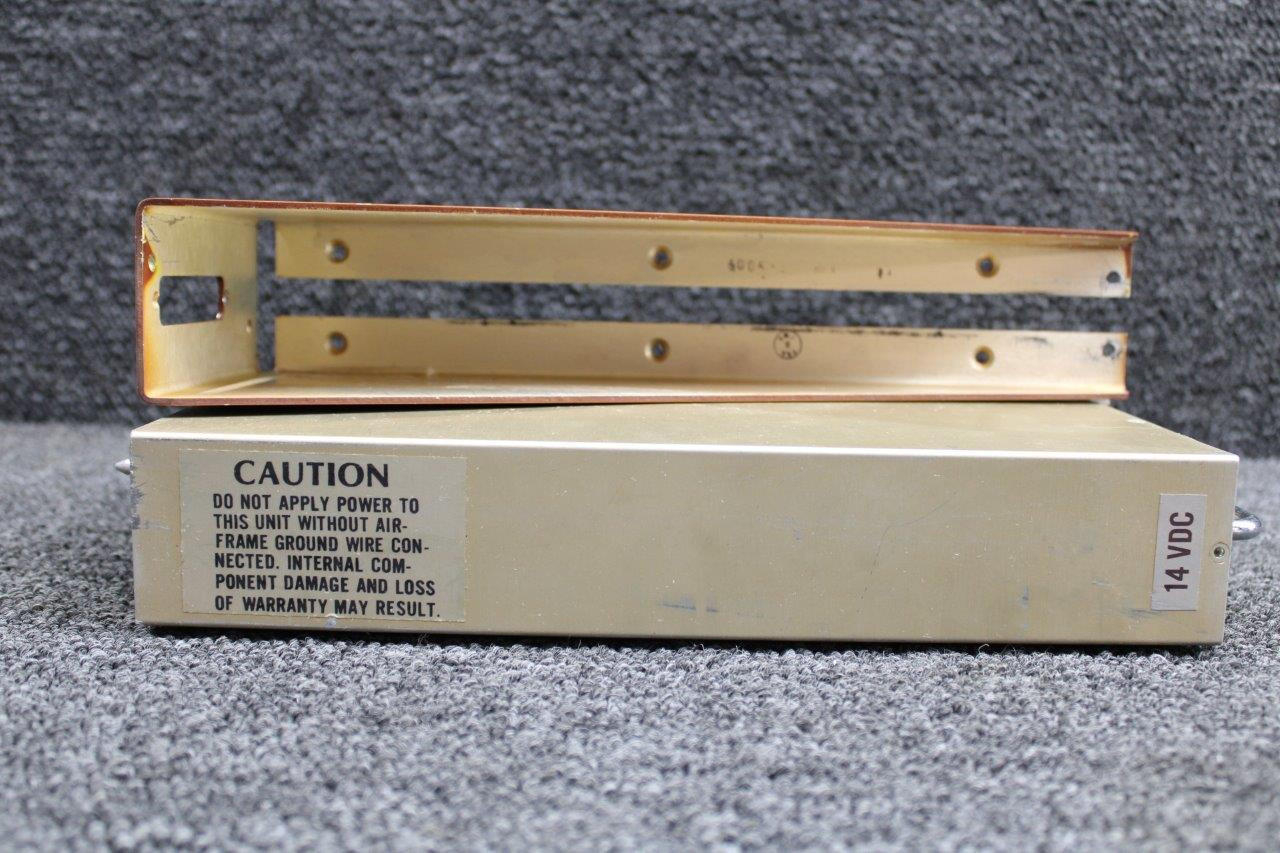 CAUTION
DO NOT APPLY POWER TO
THIS UNIT WITHOUT AIR-
FRAME GROUND WIRE CON-
NECTED. INTERNAL COM-
PONENT DAMAGE AND LOSS
OF WARRANTY MAY RESULT.
14 VDC